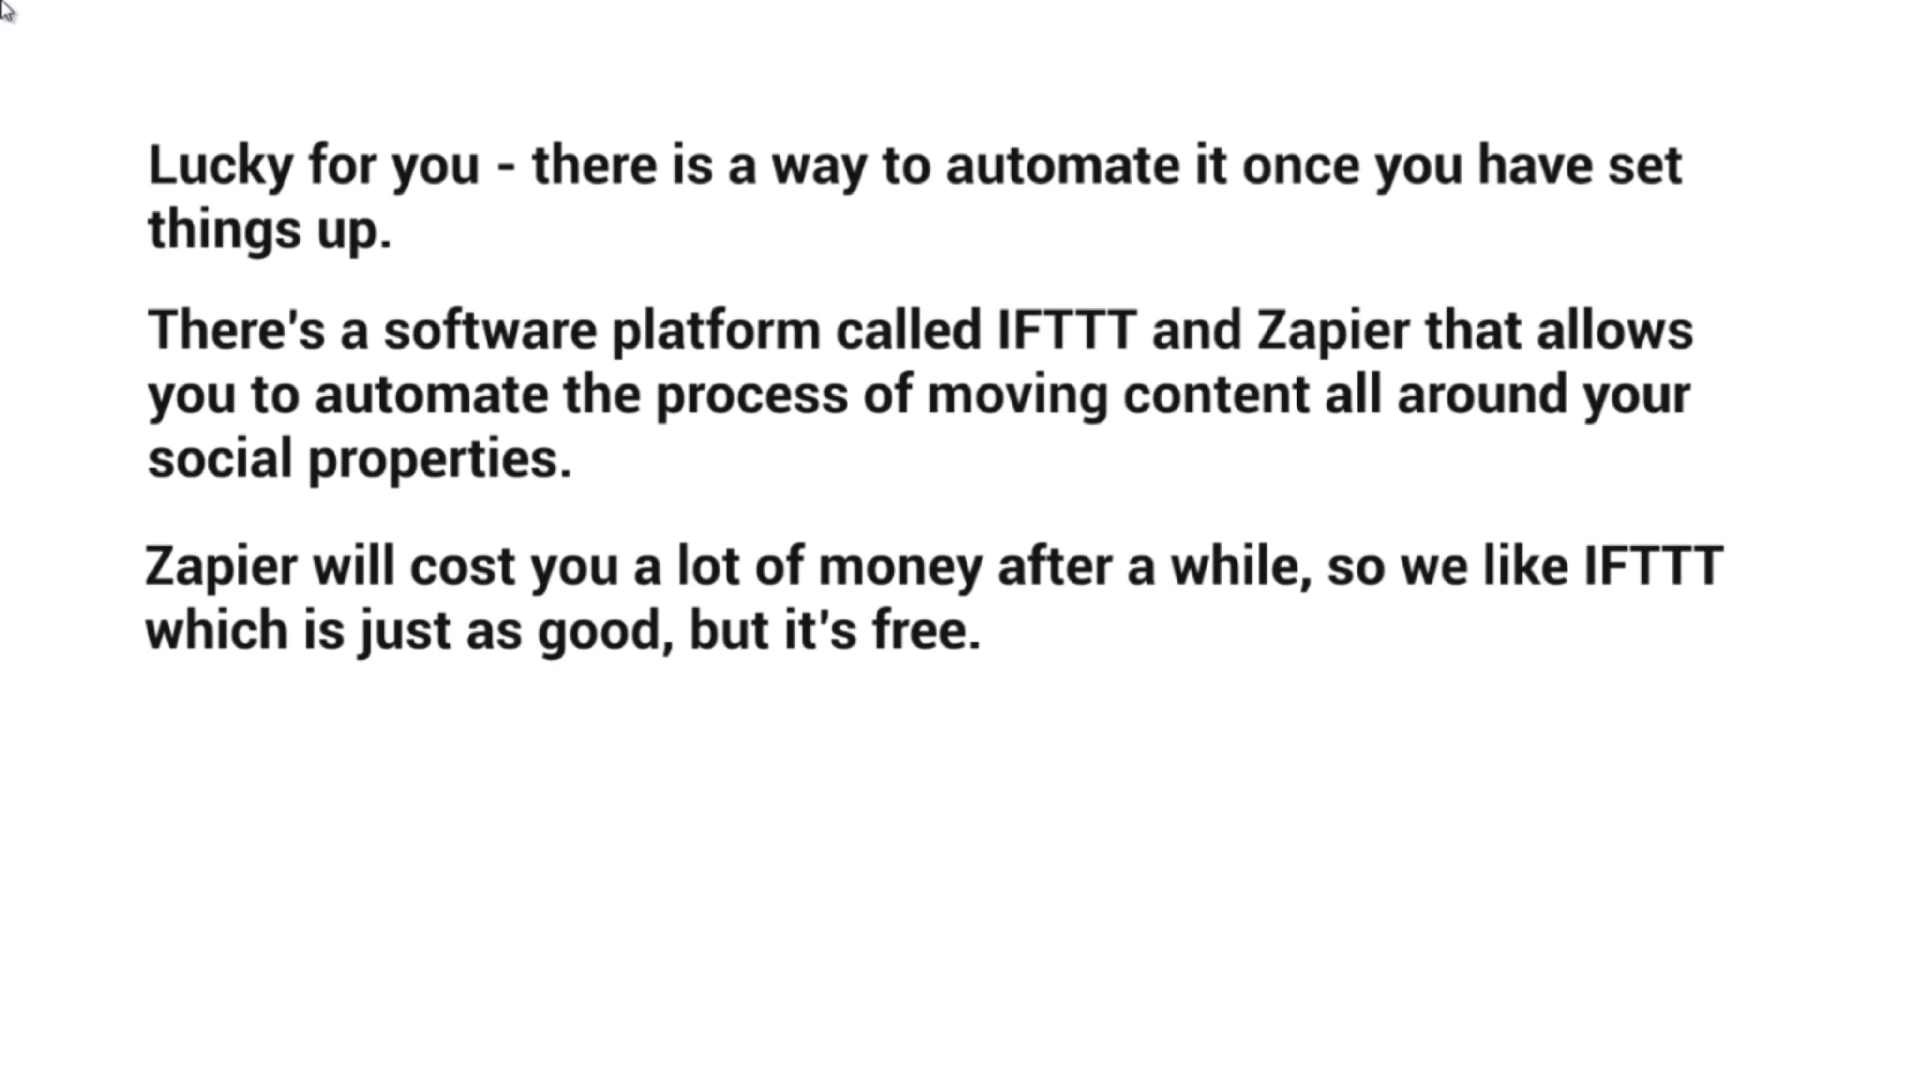 Lucky for you - there is a way to automate it once you have set
things up.
There's a software platform called IFTTT and Zapier that allows
you to automate the process of moving content all around your
social properties.
Zapier will cost you a lot of money after a while, so we like IFTTT
which is just as good, but it's free.